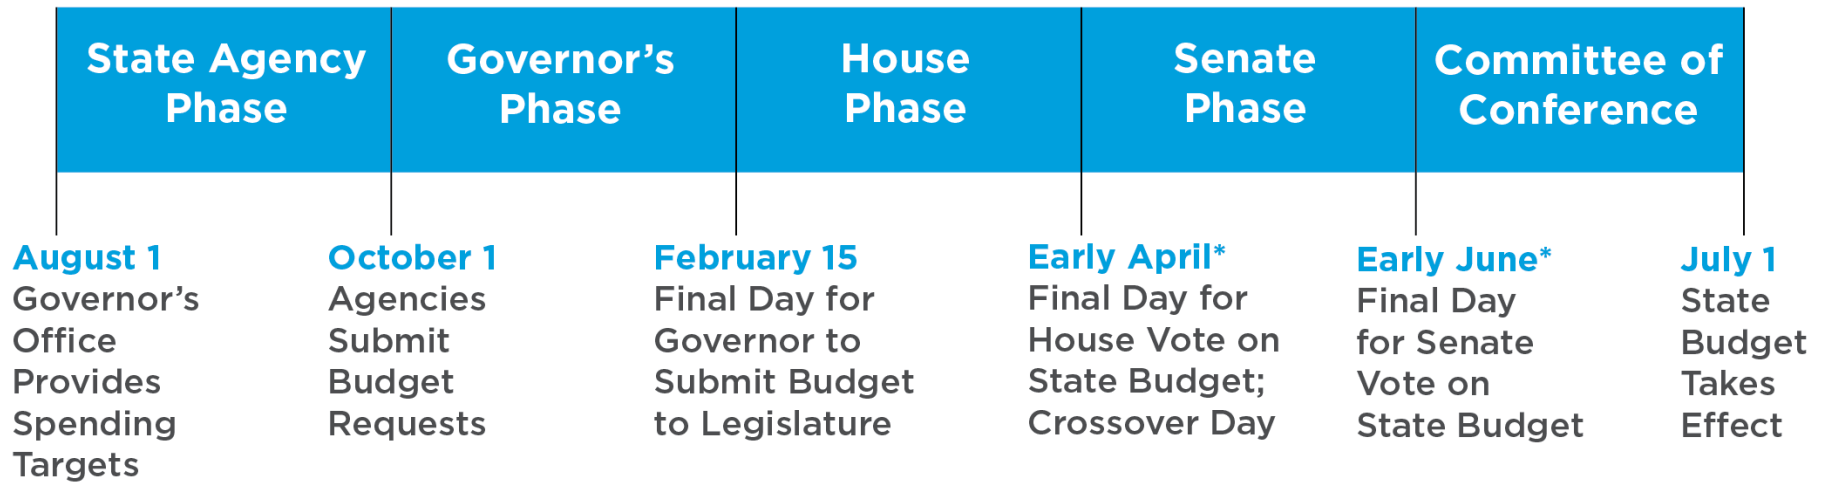 State Agency
Phase
Governor’s
Phase
House
Phase
Senate
Phase
Committee of
Conference
August 1
Governor’s
Office
Provides
Spending
Targets
October 1
Agencies
Submit
Budget
Requests
February 15
Final Day for
Governor to
Submit Budget
to Legislature
Early April*
Final Day for
House Vote on
State Budget;
Crossover Day
Early June*
Final Day
for Senate
Vote on
State Budget
July 1
State
Budget
Takes
Effect